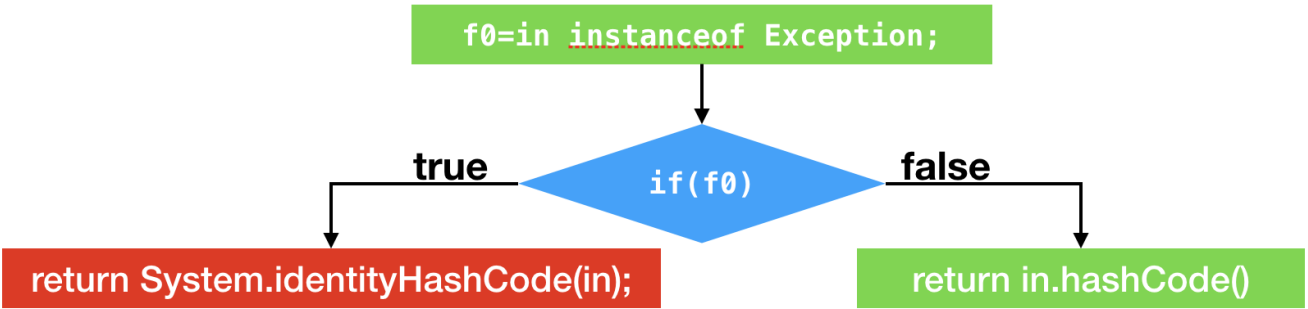 f0=in instanceof Exception;
if(f0)
true
false
return System.identityHashCode(in);
return in.hashCode()